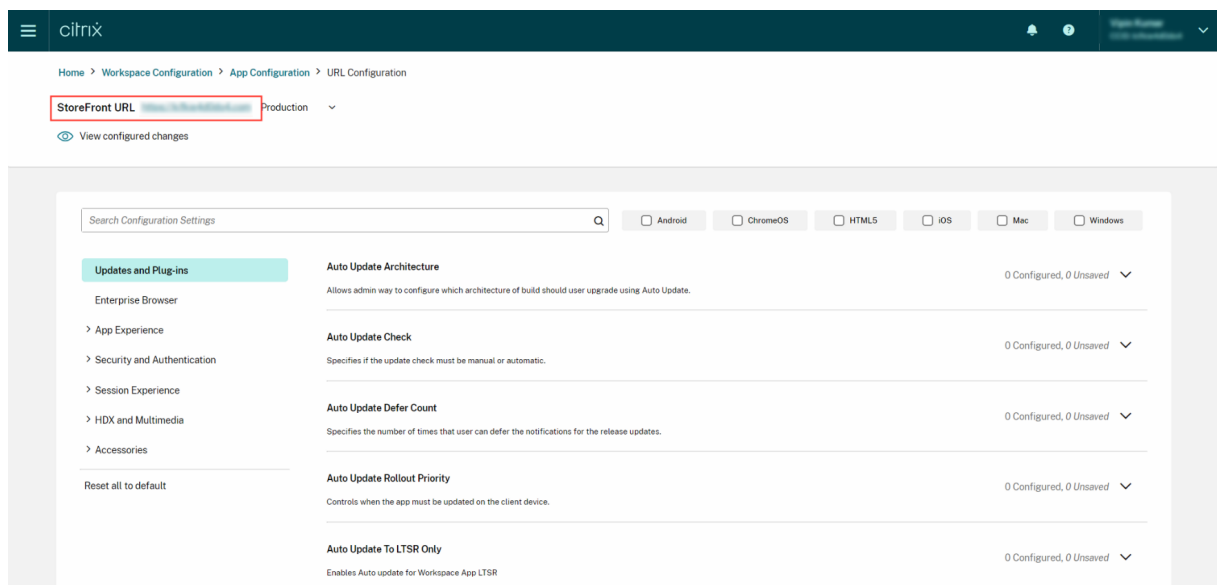 citrix
Home > Workspace Configuration > App Configuration > URL Configuration
StoreFront URL Production
View configured changes
Search Configuration Settings
Android
ChromeOS
HTML5
iOS
Mac
Windows
Updates and Plug-ins
Enterprise Browser
> App Experience
> Security and Authentication
> Session Experience
> HDX and Multimedia
> Accessories
Reset all to default
Auto Update Architecture
0 Configured, 0 Unsaved
Allows admin way to configure which architecture of build should user upgrade using Auto Update.
Auto Update Check
0 Configured, 0 Unsaved
Specifies if the update check must be manual or automatic.
Auto Update Defer Count
0 Configured, 0 Unsaved
Specifies the number of times that user can defer the notifications for the release updates.
Auto Update Rollout Priority
0 Configured, 0 Unsaved
Controls when the app must be updated on the client device.
Auto Update To LTSR Only
0 Configured, 0 Unsaved
Enables Auto update for Workspace App LTSR